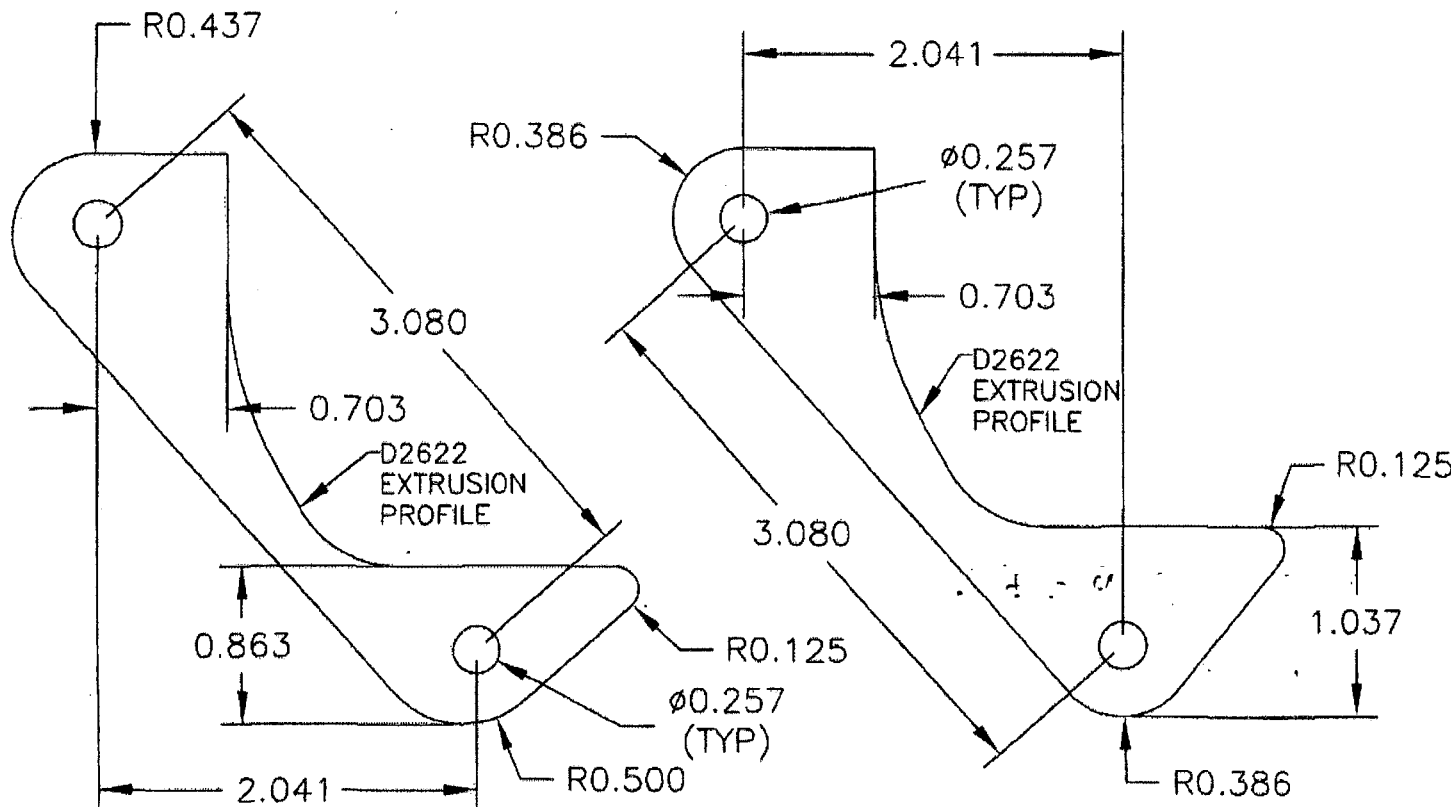 R0.437
3.080
0.703
D2622
EXTRUSION
PROFILE
0.863
R0.125
ø0.257
(TYP)
R0.500
2.041
2.041
R0.386
ø0.257
(TYP)
0.703
D2622
EXTRUSION
PROFILE
R0.125
3.080
1.037
R0.386